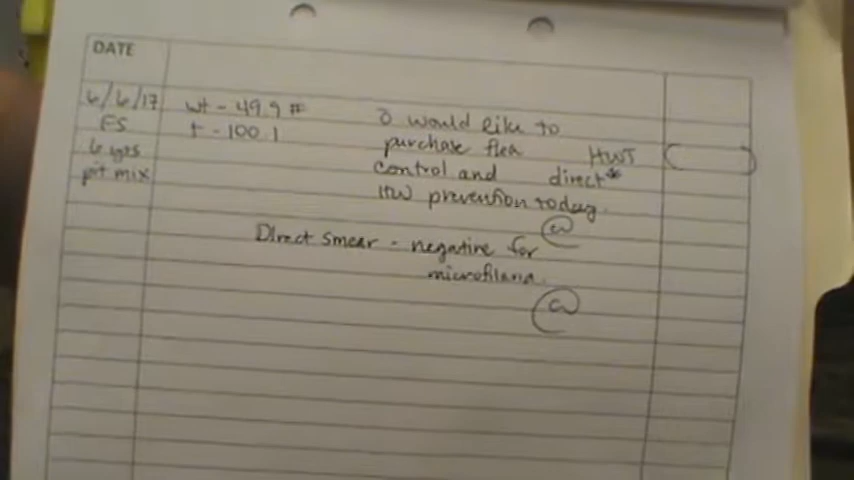 DATE
6/6/17 wt - 49.9 # O would like to
FS t - 100.1 purchase flea HWT
6 yrs control and direct*
pit mix HW prevention today.
Direct smear - negative for
microfilaria.